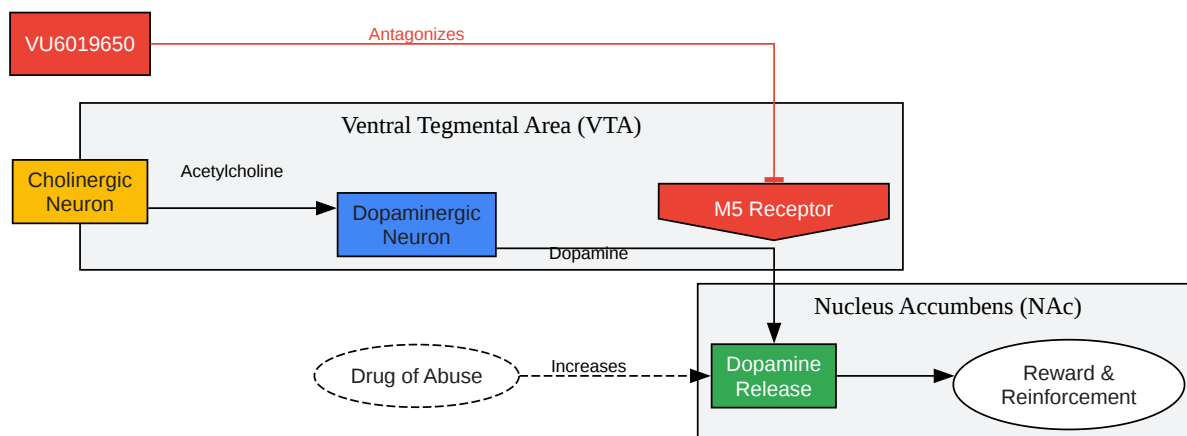 VU6019650
Antagonizes
Ventral Tegmental Area (VTA)
Cholinergic
Neuron
Acetylcholine
Dopaminergic
Neuron
M5 Receptor
Dopamine
Nucleus Accumbens (NAc)
Drug of Abuse
Increases
Dopamine
Release
Reward &
Reinforcement